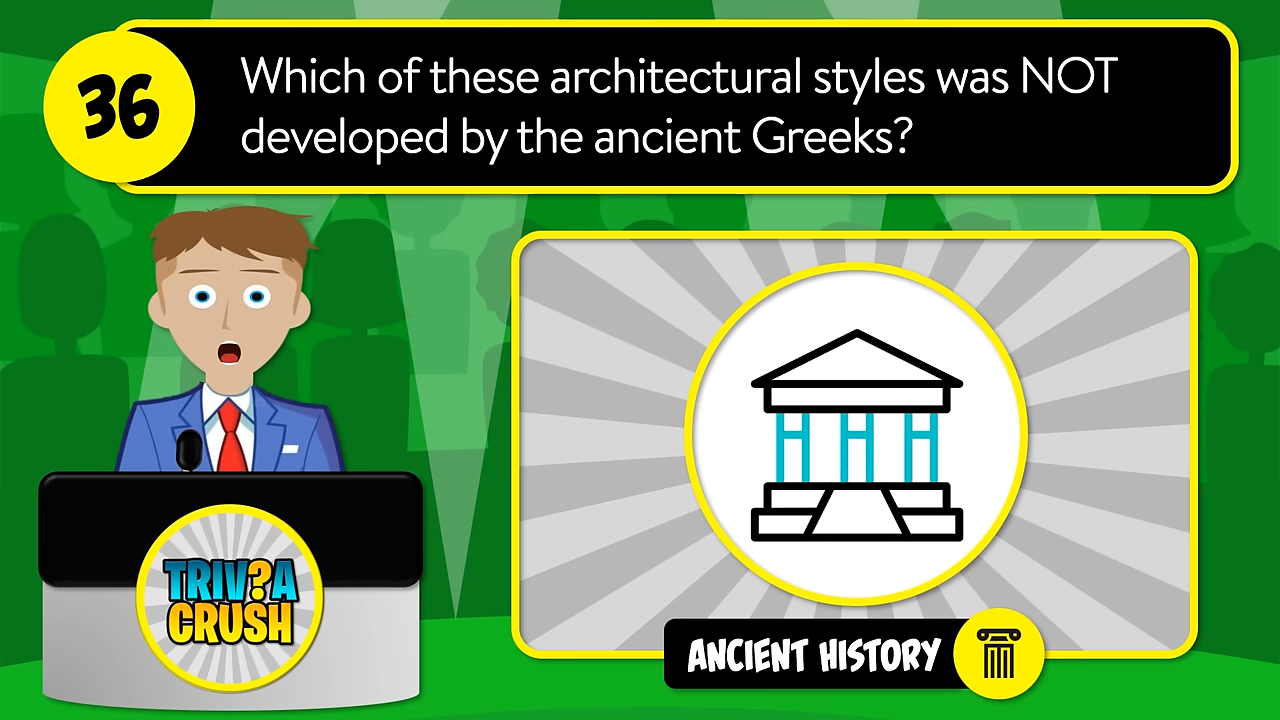 36
Which of these architectural styles was NOT
developed by the ancient Greeks?
TRIV?A
CRUSH
ANCIENT HISTORY